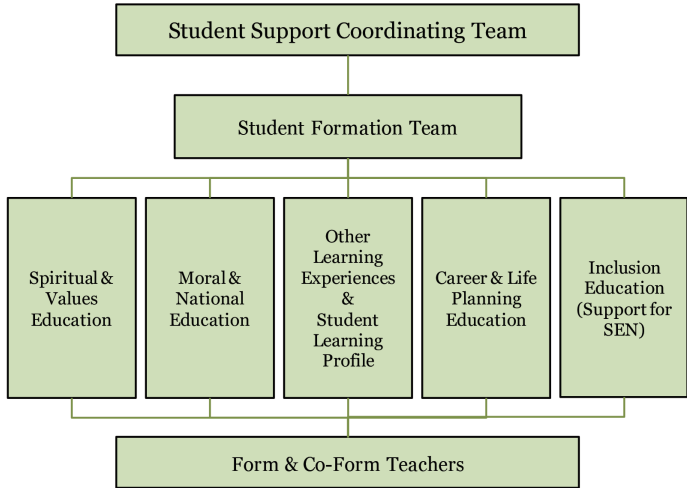 Student Support Coordinating Team
Student Formation Team
Spiritual &
Values
Education
Moral &
National
Education
Other
Learning
Experiences
&
Student
Learning
Profile
Career & Life
Planning
Education
Inclusion
Education
(Support for
SEN)
Form & Co-Form Teachers